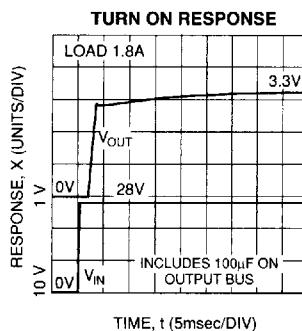 TURN ON RESPONSE
LOAD 1.8A
3.3V
VOUT
0V
28V
0V
VIN
INCLUDES 100µF ON
OUTPUT BUS
RESPONSE, X (UNITS/DIV)
1 V
10 V
TIME, t (5msec/DIV)